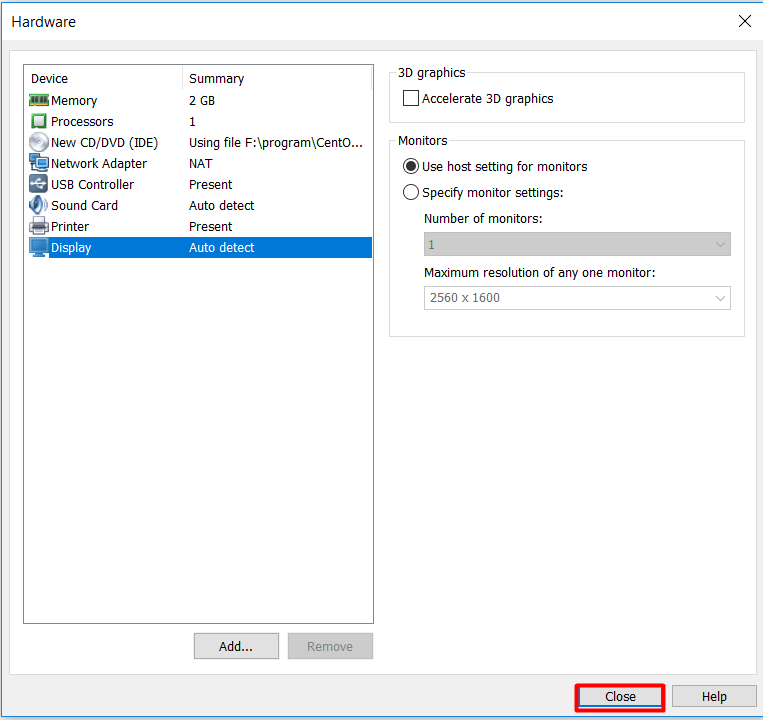 Hardware
Device Summary
Memory 2 GB
Processors 1
New CD/DVD (IDE) Using file F:\program\CentO...
Network Adapter NAT
USB Controller Present
Sound Card Auto detect
Printer Present
Display Auto detect
Add... Remove
3D graphics
Accelerate 3D graphics
Monitors
Use host setting for monitors
Specify monitor settings:
Number of monitors:
1
Maximum resolution of any one monitor:
2560 x 1600
Close Help